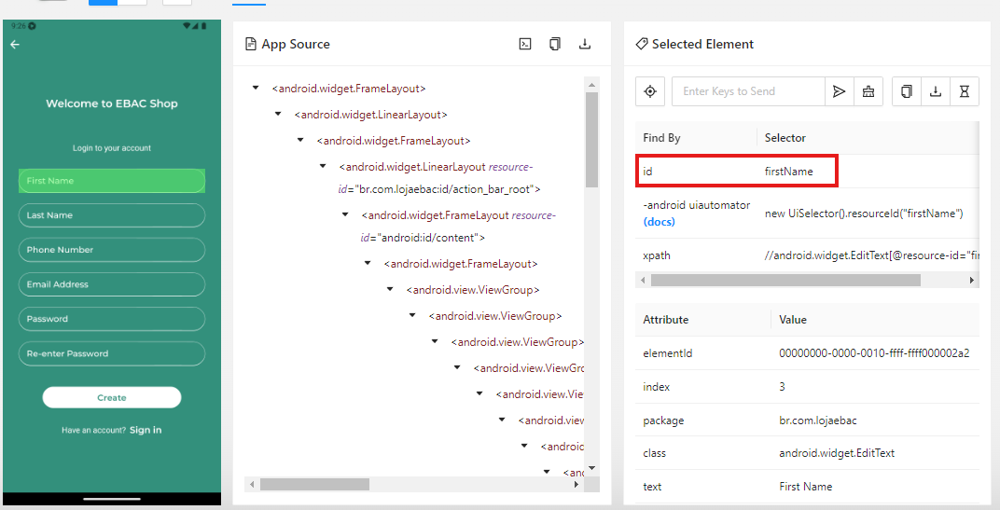 9:26
Welcome to EBAC Shop
Login to your account
First Name
Last Name
Phone Number
Email Address
Password
Re-enter Password
Create
Have an account? Sign in
App Source
<android.widget.FrameLayout>
<android.widget.LinearLayout>
<android.widget.FrameLayout>
<android.widget.LinearLayout resource-
id="br.com.lojaebac:id/action_bar_root">
<android.widget.FrameLayout resource-
id="android:id/content">
<android.widget.FrameLayout>
<android.view.ViewGroup>
<android.view.ViewGroup>
<android.view.ViewGroup>
<android.view.ViewGro
<android.view.Vie
<android.view
<android
<and
Selected Element
Enter Keys to Send
Find By Selector
id firstName
-android uiautomator
(docs)
new UiSelector().resourceId("firstName")
xpath //android.widget.EditText[@resource-id="fi
Attribute Value
elementId 00000000-0000-0010-ffff-ffff000002a2
index 3
package br.com.lojaebac
class android.widget.EditText
text First Name